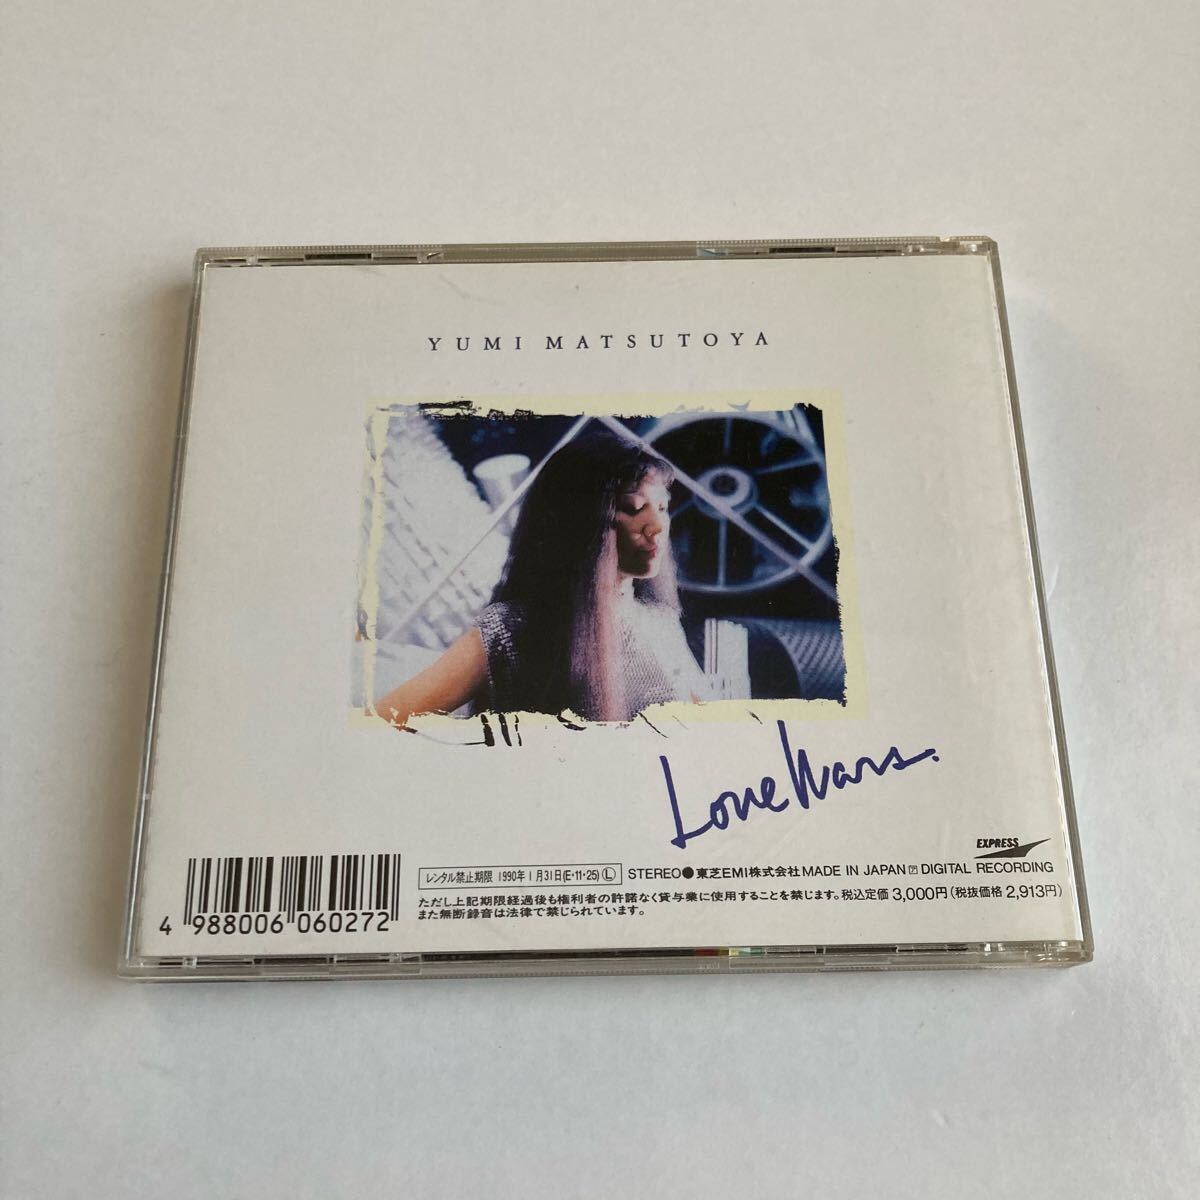 YUMI MATSUTOYA
Love Wars.
EXPRESS
レンタル禁止期限 1990年1月31日(E・11・25) Ⓛ STEREO● 東芝EMI株式会社 MADE IN JAPAN Ⓟ DIGITAL RECORDING
ただし上記期限経過後も権利者の許諾なく貸与業に使用することを禁じます。税込定価 3,000円(税抜価格 2,913円)
また無断録音は法律で禁じられています。
4 988006 060272